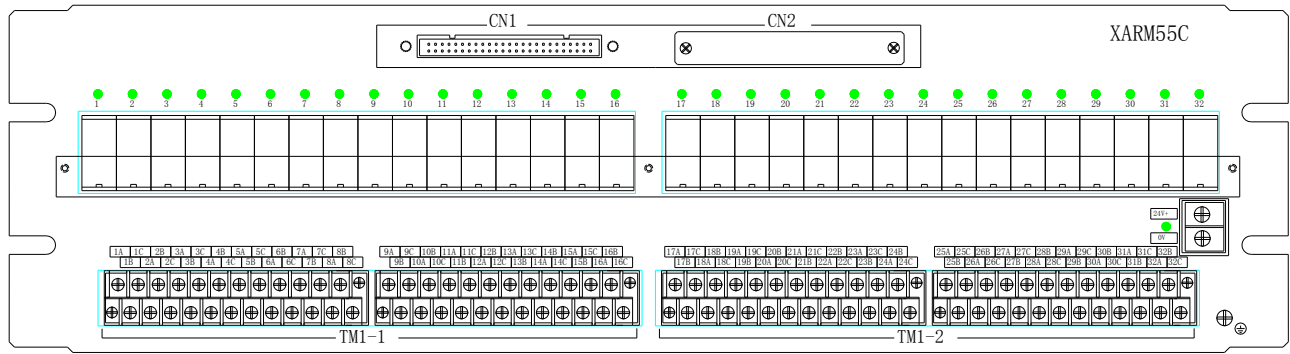 CN1 CN2
XARM55C
1 2 3 4 5 6 7 8 9 10 11 12 13 14 15 16 17 18 19 20 21 22 23 24 25 26 27 28 29 30 31 32
24V+
0V
1A 1C 2B 3A 3C 4B 5A 5C 6B 7A 7C 8B 9A 9C 10B 11A 11C 12B 13A 13C 14B 15A 15C 16B 17A 17C 18B 19A 19C 20B 21A 21C 22B 23A 23C 24B 25A 25C 26B 27A 27C 28B 29A 29C 30B 31A 31C 32B
1B 2A 2C 3B 4A 4C 5B 6A 6C 7B 8A 8C 9B 10A 10C 11B 12A 12C 13B 14A 14C 15B 16A 16C 17B 18A 18C 19B 20A 20C 21B 22A 22C 23B 24A 24C 25B 26A 26C 27B 28A 28C 29B 30A 30C 31B 32A 32C
TM1-1 TM1-2